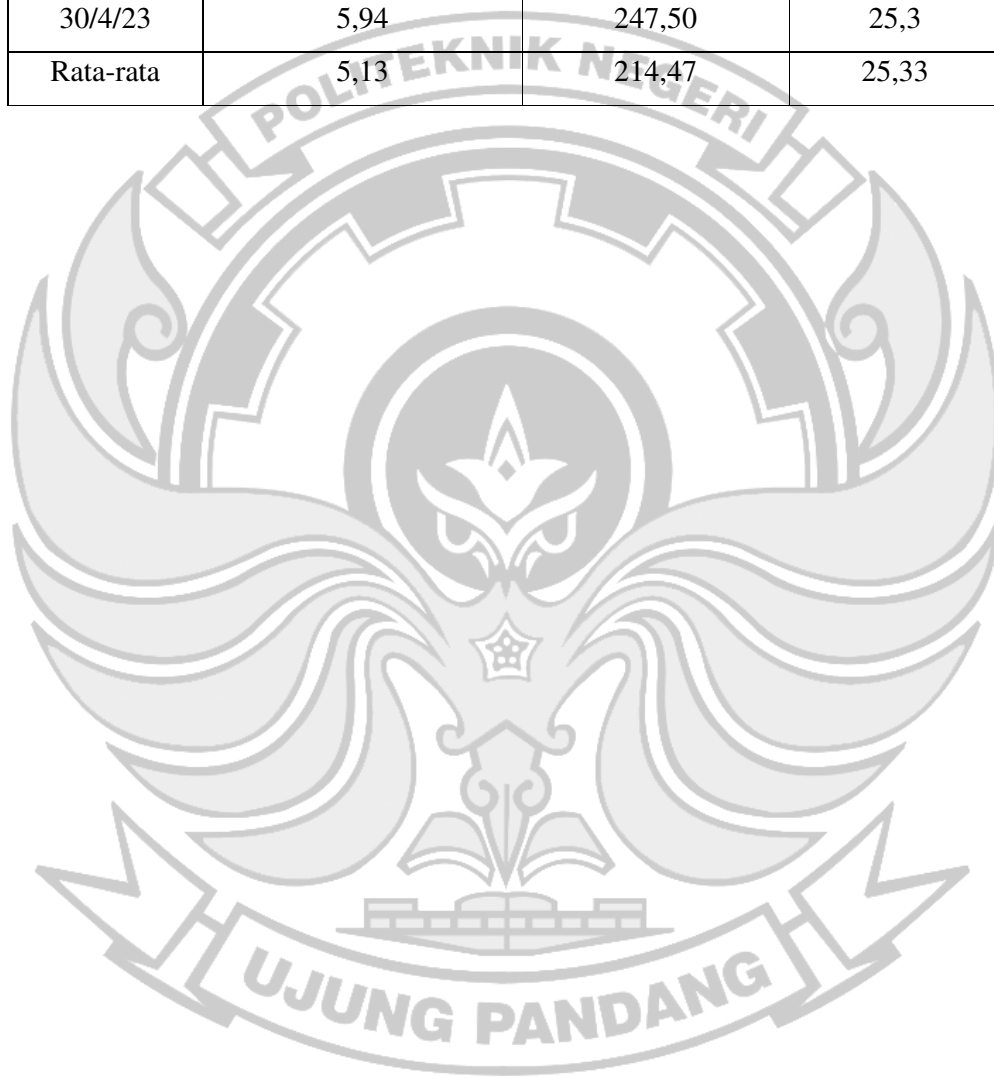 30/4/23 5,94 247,50 25,3
Rata-rata 5,13 214,47 25,33
POLITEKNIK NEGERI
UJUNG PANDANG